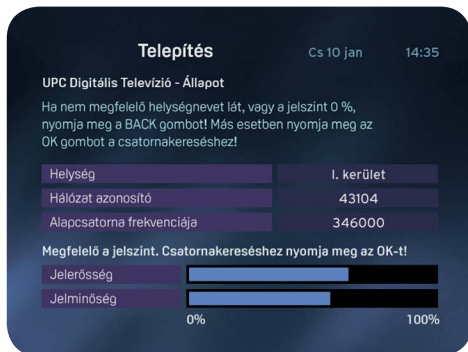 Telepítés Cs 10 jan 14:35
UPC Digitális Televízió - Állapot
Ha nem megfelelő helységnevet lát, vagy a jelszint 0 %,
nyomja meg a BACK gombot! Más esetben nyomja meg az
OK gombot a csatornakereséshez!
Helység I. kerület
Hálózat azonosító 43104
Alapcsatorna frekvenciája 346000
Megfelelő a jelszint. Csatornakereséshez nyomja meg az OK-t!
Jelerősség
Jelminőség
0% 100%